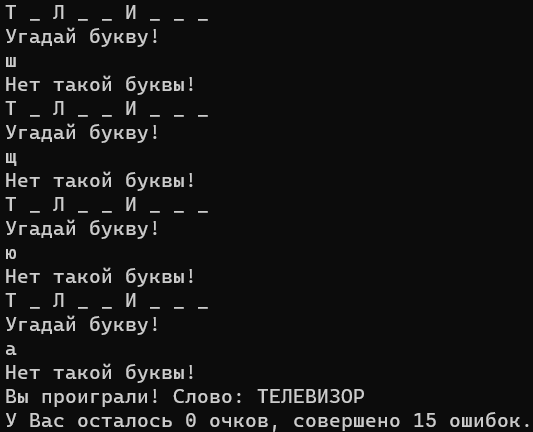 Т _ Л _ _ И _ _ _
Угадай букву!
ш
Нет такой буквы!
Т _ Л _ _ И _ _ _
Угадай букву!
щ
Нет такой буквы!
Т _ Л _ _ И _ _ _
Угадай букву!
ю
Нет такой буквы!
Т _ Л _ _ И _ _ _
Угадай букву!
а
Нет такой буквы!
Вы проиграли! Слово: ТЕЛЕВИЗОР
У Вас осталось 0 очков, совершено 15 ошибок.